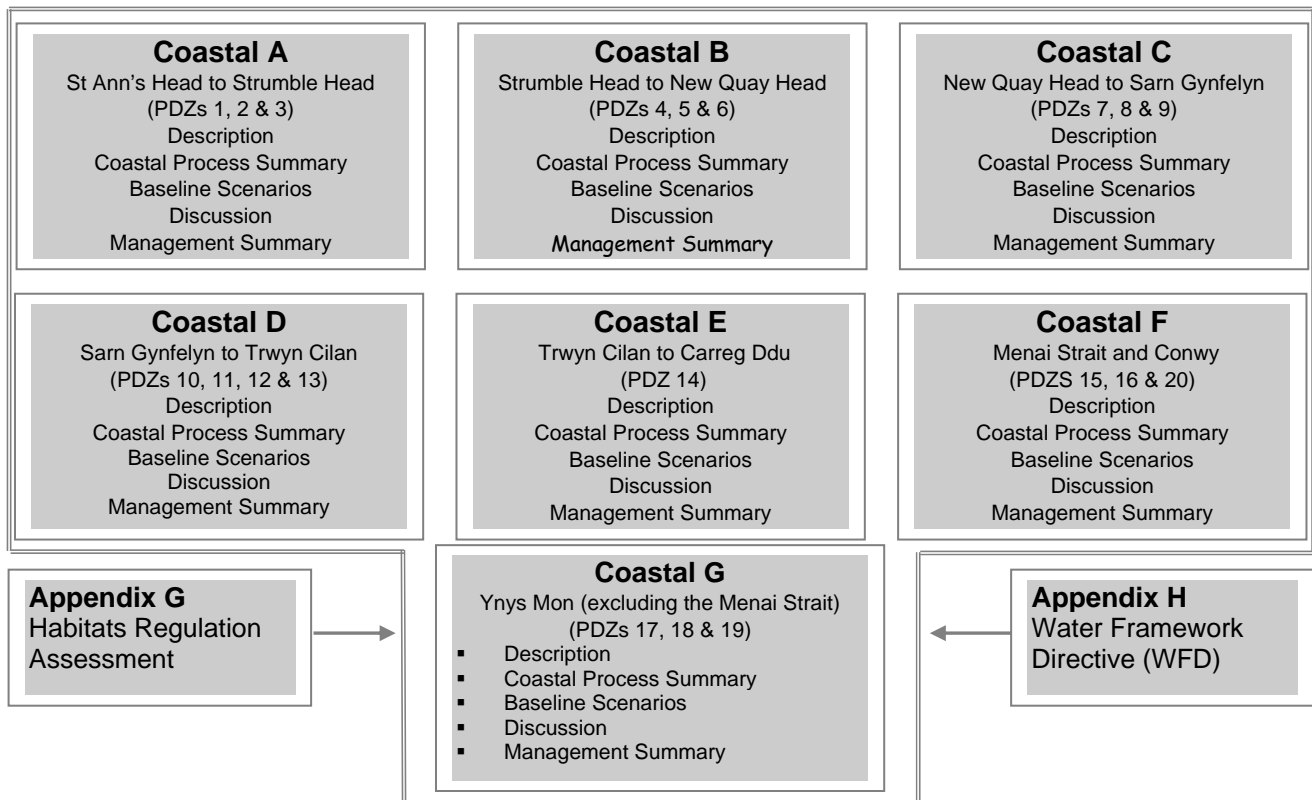 Coastal A
St Ann's Head to Strumble Head
(PDZs 1, 2 & 3)
Description
Coastal Process Summary
Baseline Scenarios
Discussion
Management Summary
Coastal B
Strumble Head to New Quay Head
(PDZs 4, 5 & 6)
Description
Coastal Process Summary
Baseline Scenarios
Discussion
Management Summary
Coastal C
New Quay Head to Sarn Gynfelyn
(PDZs 7, 8 & 9)
Description
Coastal Process Summary
Baseline Scenarios
Discussion
Management Summary
Coastal D
Sarn Gynfelyn to Trwyn Cilan
(PDZs 10, 11, 12 & 13)
Description
Coastal Process Summary
Baseline Scenarios
Discussion
Management Summary
Coastal E
Trwyn Cilan to Carreg Ddu
(PDZ 14)
Description
Coastal Process Summary
Baseline Scenarios
Discussion
Management Summary
Coastal F
Menai Strait and Conwy
(PDZS 15, 16 & 20)
Description
Coastal Process Summary
Baseline Scenarios
Discussion
Management Summary
Appendix G
Habitats Regulation
Assessment
Coastal G
Ynys Mon (excluding the Menai Strait)
(PDZs 17, 18 & 19)
▪ Description
▪ Coastal Process Summary
▪ Baseline Scenarios
▪ Discussion
▪ Management Summary
Appendix H
Water Framework
Directive (WFD)